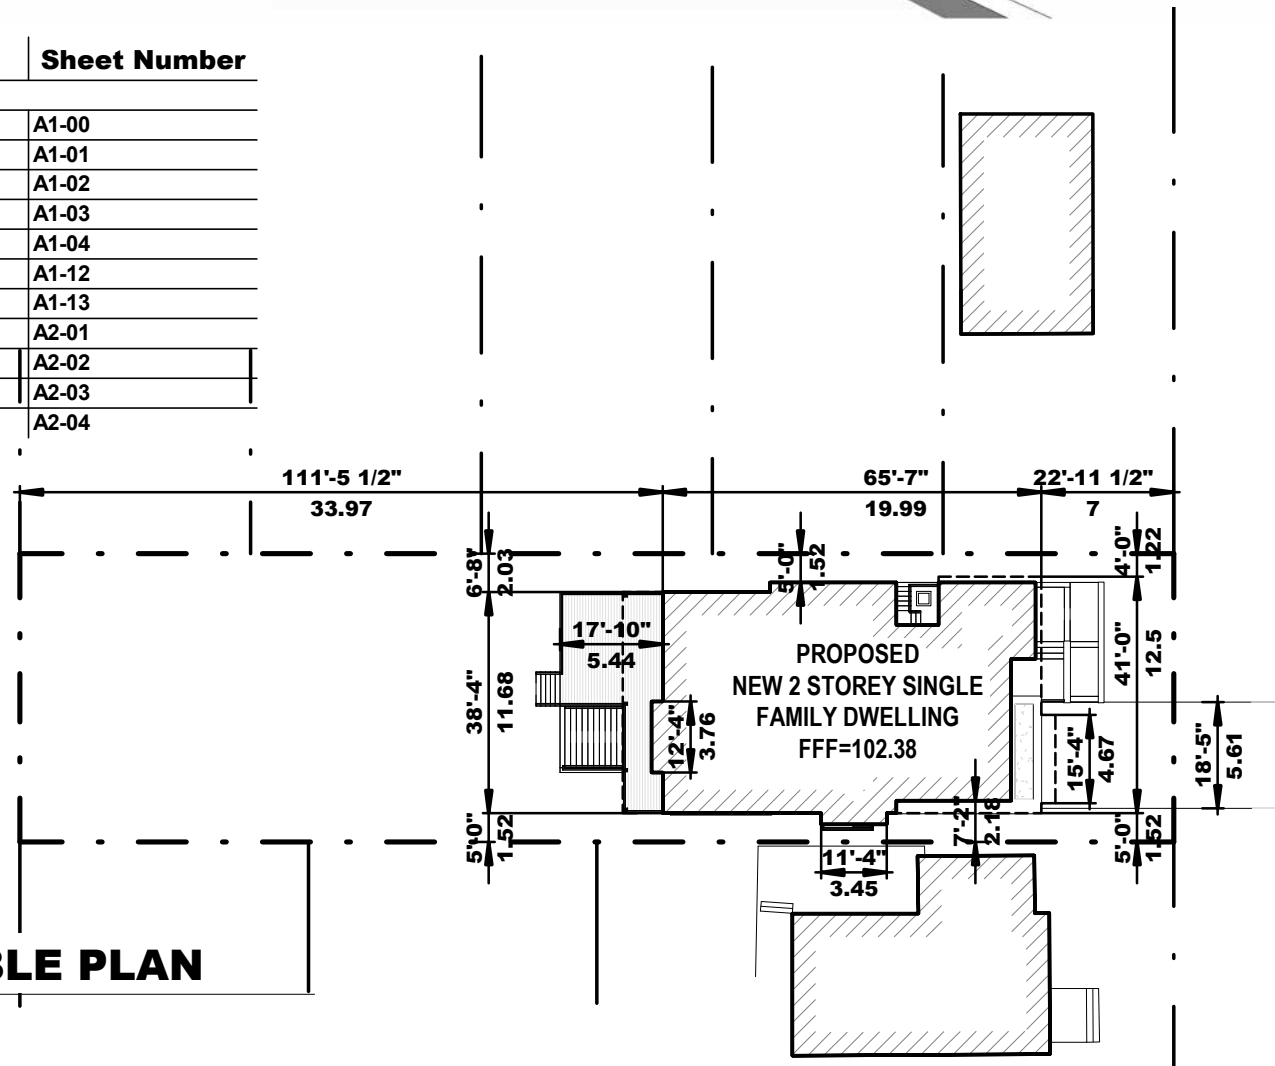 Sheet Number
A1-00
A1-01
A1-02
A1-03
A1-04
A1-12
A1-13
A2-01
A2-02
A2-03
A2-04
111'-5 1/2"
33.97
65'-7"
19.99
22'-11 1/2"
7
6'-8"
2.03
5'-0"
1.52
4'-0"
1.22
17'-10"
5.44
38'-4"
11.68
12'-4"
3.76
PROPOSED
NEW 2 STOREY SINGLE
FAMILY DWELLING
FFF=102.38
41'-0"
12.5
15'-4"
4.67
18'-5"
5.61
5'-0"
1.52
7'-2"
2.18
5'-0"
1.52
11'-4"
3.45
BLE PLAN